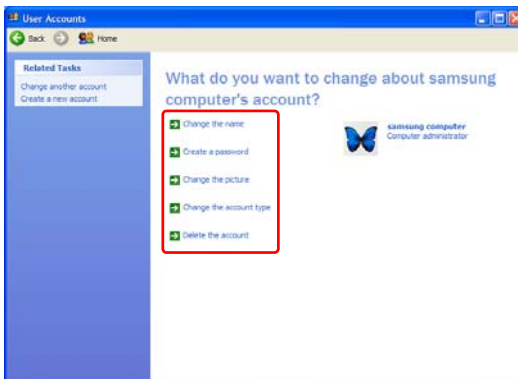 User Accounts
Back
Home
Related Tasks
Change another account
Create a new account
What do you want to change about samsung
computer's account?
Change the name
Create a password
Change the picture
Change the account type
Delete the account
samsung computer
Computer administrator